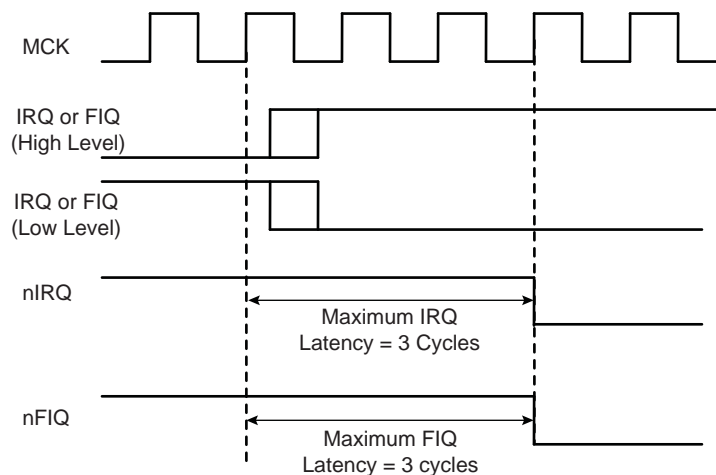 MCK
IRQ or FIQ
(High Level)
IRQ or FIQ
(Low Level)
nIRQ
Maximum IRQ
Latency = 3 Cycles
nFIQ
Maximum FIQ
Latency = 3 cycles